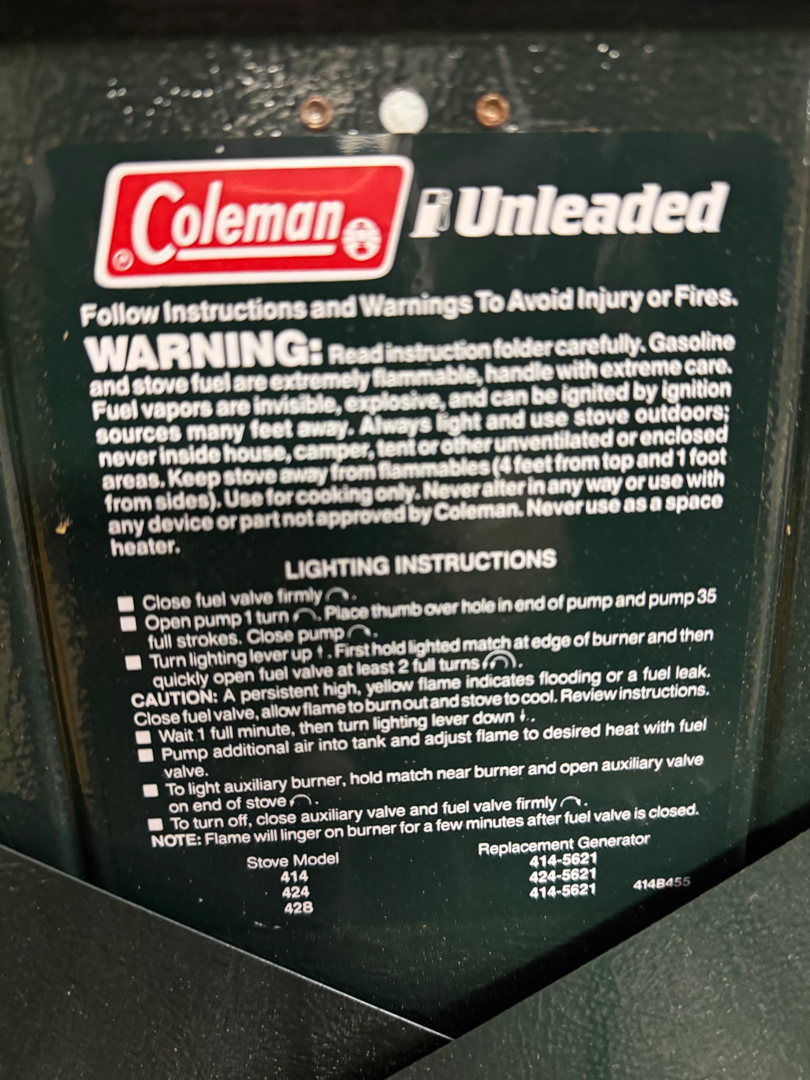 Coleman ® Unleaded
Follow Instructions and Warnings To Avoid Injury or Fires.
WARNING: Read instruction folder carefully. Gasoline
and stove fuel are extremely flammable, handle with extreme care.
Fuel vapors are invisible, explosive, and can be ignited by ignition
sources many feet away. Always light and use stove outdoors;
never inside house, camper, tent or other unventilated or enclosed
areas. Keep stove away from flammables (4 feet from top and 1 foot
from sides). Use for cooking only. Never alter in any way or use with
any device or part not approved by Coleman. Never use as a space
heater.
LIGHTING INSTRUCTIONS
■ Close fuel valve firmly ↷.
■ Open pump 1 turn ↶. Place thumb over hole in end of pump and pump 35
full strokes. Close pump ↷.
■ Turn lighting lever up ↑. First hold lighted match at edge of burner and then
quickly open fuel valve at least 2 full turns ↶.
CAUTION: A persistent high, yellow flame indicates flooding or a fuel leak.
Close fuel valve, allow flame to burn out and stove to cool. Review instructions.
■ Wait 1 full minute, then turn lighting lever down ↓.
■ Pump additional air into tank and adjust flame to desired heat with fuel
valve.
■ To light auxiliary burner, hold match near burner and open auxiliary valve
on end of stove ↶.
■ To turn off, close auxiliary valve and fuel valve firmly ↷.
NOTE: Flame will linger on burner for a few minutes after fuel valve is closed.
Stove Model Replacement Generator
414 414-5621
424 424-5621
428 414-5621 414B455